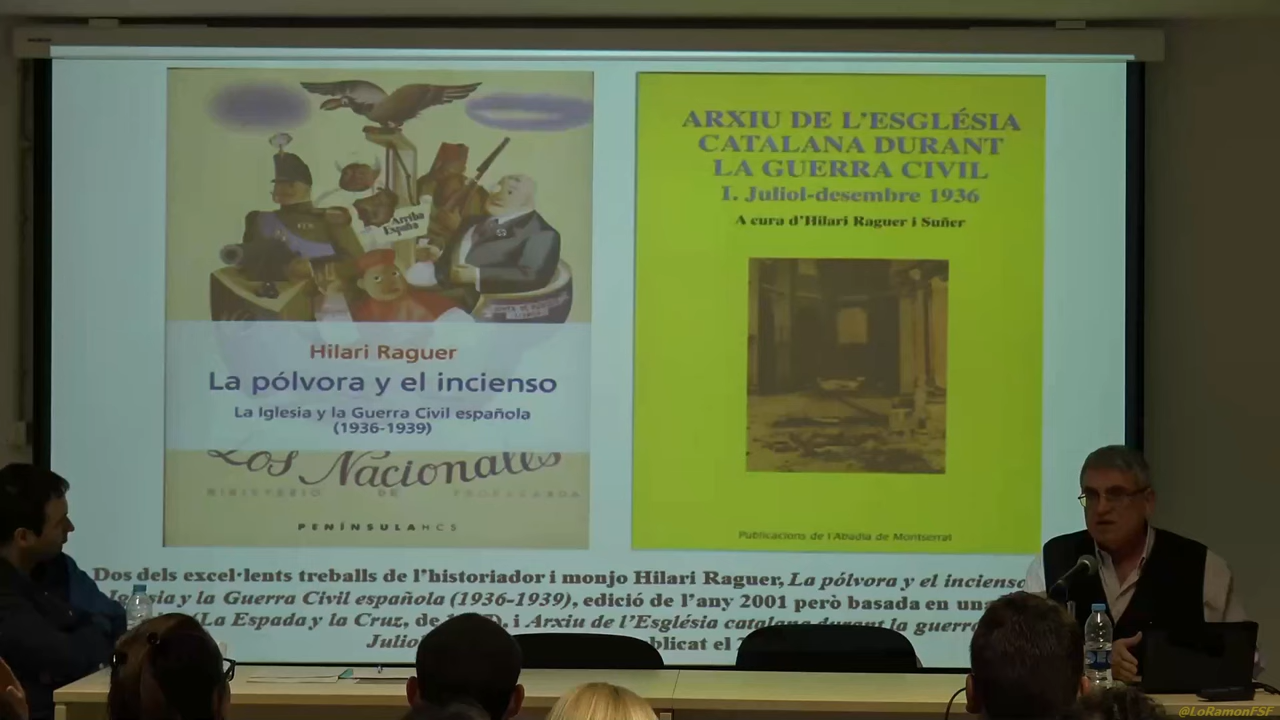 Arriba
España
Hilari Raguer
La pólvora y el incienso
La Iglesia y la Guerra Civil española
(1936-1939)
Los Nacionales
MINISTERIO DE PROPAGANDA
PENÍNSULA HCS
ARXIU DE L'ESGLÉSIA
CATALANA DURANT
LA GUERRA CIVIL
I. Juliol-desembre 1936
A cura d'Hilari Raguer i Suñer
Publicacions de l'Abadia de Montserrat
Dos dels excel·lents treballs de l'historiador i monjo Hilari Raguer, La pólvora y el incienso
Iglesia y la Guerra Civil española (1936-1939), edició de l'any 2001 però basada en una
(La Espada y la Cruz, de i Arxiu de l'Església catalana durant la guerra
Juliol
@LoRamonFSF